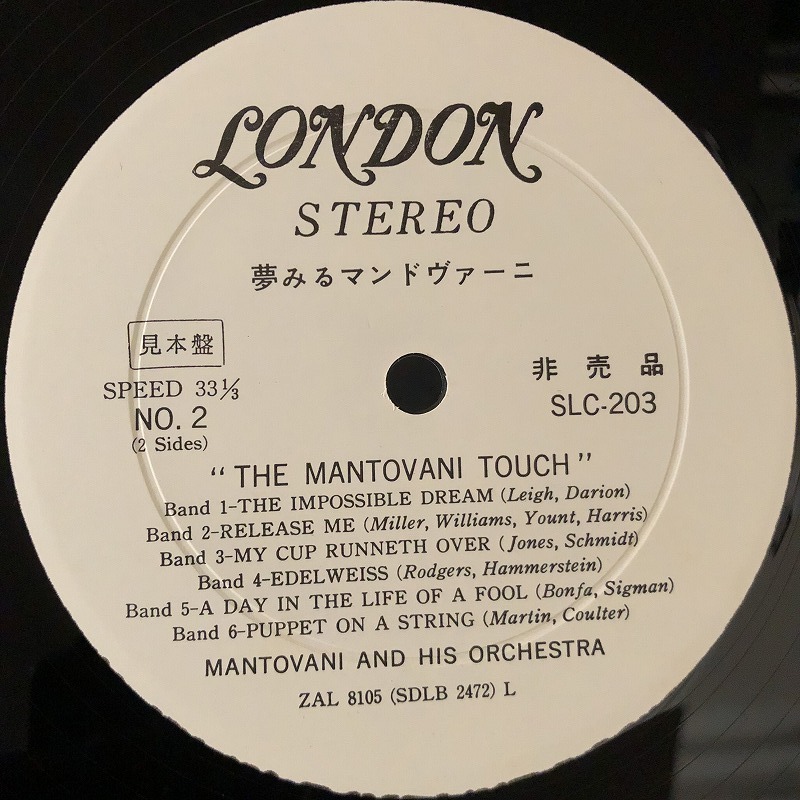 LONDON
STEREO
夢みるマンドヴァーニ
見本盤
非売品
SPEED 33⅓
SLC-203
NO. 2
(2 Sides)
“THE MANTOVANI TOUCH”
Band 1-THE IMPOSSIBLE DREAM (Leigh, Darion)
Band 2-RELEASE ME (Miller, Williams, Yount, Harris)
Band 3-MY CUP RUNNETH OVER (Jones, Schmidt)
Band 4-EDELWEISS (Rodgers, Hammerstein)
Band 5-A DAY IN THE LIFE OF A FOOL (Bonfa, Sigman)
Band 6-PUPPET ON A STRING (Martin, Coulter)
MANTOVANI AND HIS ORCHESTRA
ZAL 8105 (SDLB 2472) L